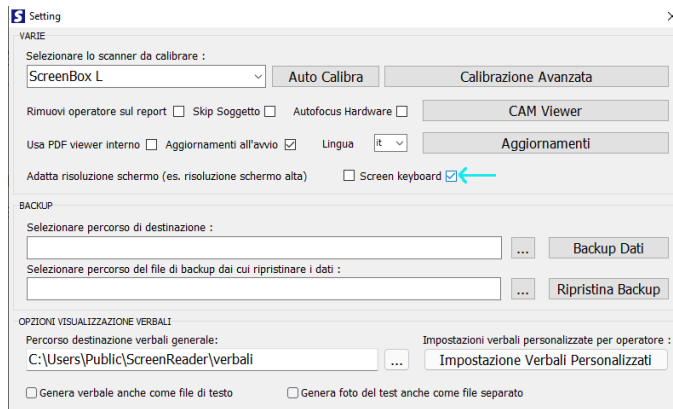 Setting
VARIE
Selezionare lo scanner da calibrare :
ScreenBox L Auto Calibra Calibrazione Avanzata
Rimuovi operatore sul report Skip Soggetto Autofocus Hardware CAM Viewer
Usa PDF viewer interno Aggiornamenti all'avvio Lingua it Aggiornamenti
Adatta risoluzione schermo (es. risoluzione schermo alta) Screen keyboard
BACKUP
Selezionare percorso di destinazione :
... Backup Dati
Selezionare percorso del file di backup dai cui ripristinare i dati :
... Ripristina Backup
OPZIONI VISUALIZZAZIONE VERBALI
Percorso destinazione verbali generale: Impostazioni verbali personalizzate per operatore :
C:\Users\Public\ScreenReader\verbali ... Impostazione Verbali Personalizzati
Genera verbale anche come file di testo Genera foto del test anche come file separato